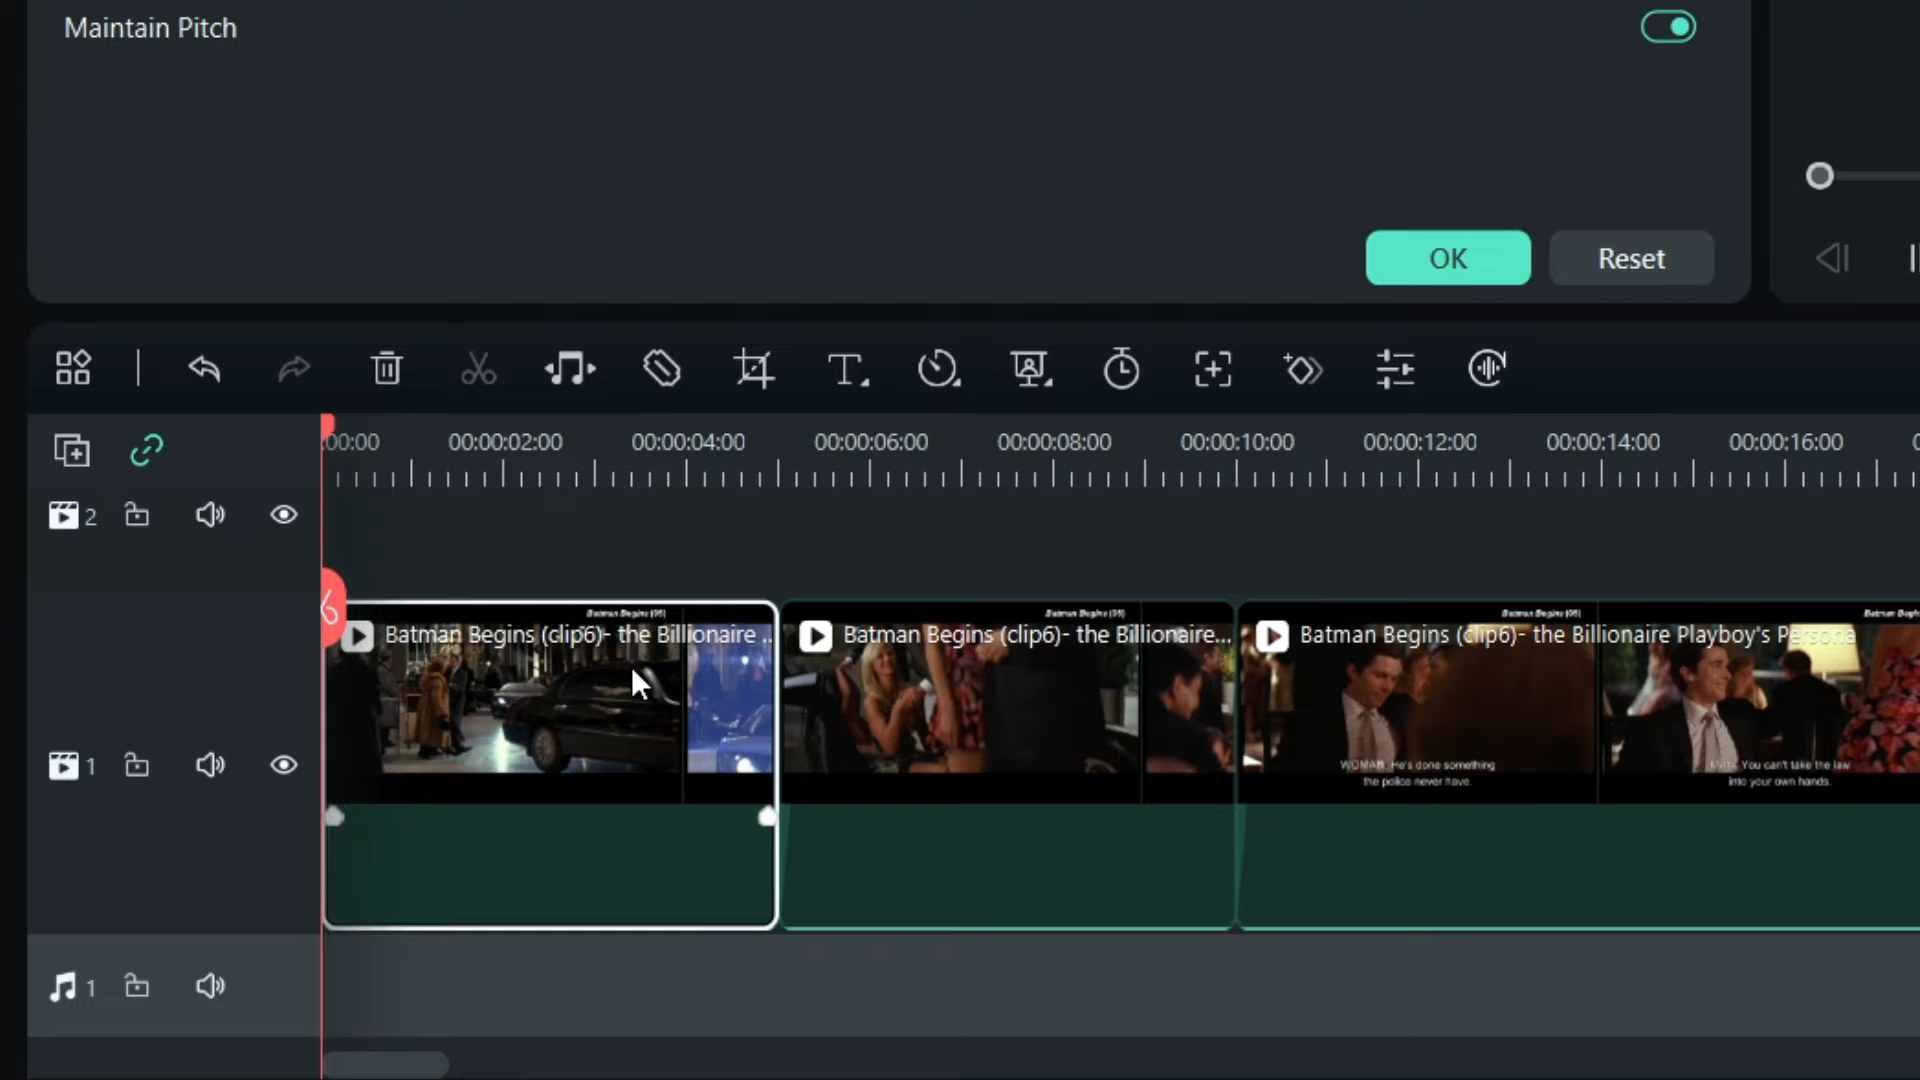 Maintain Pitch
OK
Reset
:00:00
00:00:02:00
00:00:04:00
00:00:06:00
00:00:08:00
00:00:10:00
00:00:12:00
00:00:14:00
00:00:16:00
2
Batman Begins (06)
Batman Begins (06)
Batman Begins (06)
Batman Begins (clip6)- the Billionaire ..
Batman Begins (clip6)- the Billionaire...
Batman Begins (clip6)- the Billionaire Playboy's Persona
1
WOMAN: He's done something
the police never have.
You can't take the law
into your own hands.
1